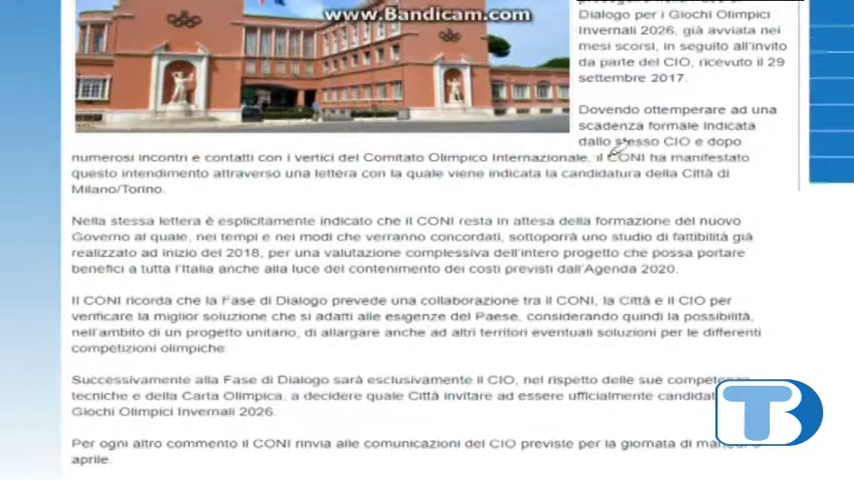 www.Bandicam.com
Dialogo per i Giochi Olimpici
Invernali 2026, già avviata nei
mesi scorsi, in seguito all'invito
da parte del CIO, ricevuto il 29
settembre 2017.
Dovendo ottemperare ad una
scadenza formale indicata
dallo stesso CIO e dopo
numerosi incontri e contatti con i vertici del Comitato Olimpico Internazionale, il CONI ha manifestato
questo intendimento attraverso una lettera con la quale viene indicata la candidatura della Città di
Milano/Torino.
Nella stessa lettera è esplicitamente indicato che il CONI resta in attesa della formazione del nuovo
Governo al quale, nei tempi e nei modi che verranno concordati, sottoporrà uno studio di fattibilità già
realizzato ad inizio del 2018, per una valutazione complessiva dell'intero progetto che possa portare
benefici a tutta l'Italia anche alla luce del contenimento dei costi previsti dall'Agenda 2020.
Il CONI ricorda che la Fase di Dialogo prevede una collaborazione tra il CONI, la Città e il CIO per
verificare la miglior soluzione che si adatti alle esigenze del Paese, considerando quindi la possibilità,
nell'ambito di un progetto unitario, di allargare anche ad altri territori eventuali soluzioni per le differenti
competizioni olimpiche
Successivamente alla Fase di Dialogo sarà esclusivamente il CIO, nel rispetto delle sue
tecniche e della Carta Olimpica, a decidere quale Città invitare ad essere ufficialmente
Giochi Olimpici Invernali 2026.
Per ogni altro commento il CONI rinvia alle comunicazioni del CIO previste per la giornata di
aprile.
TB